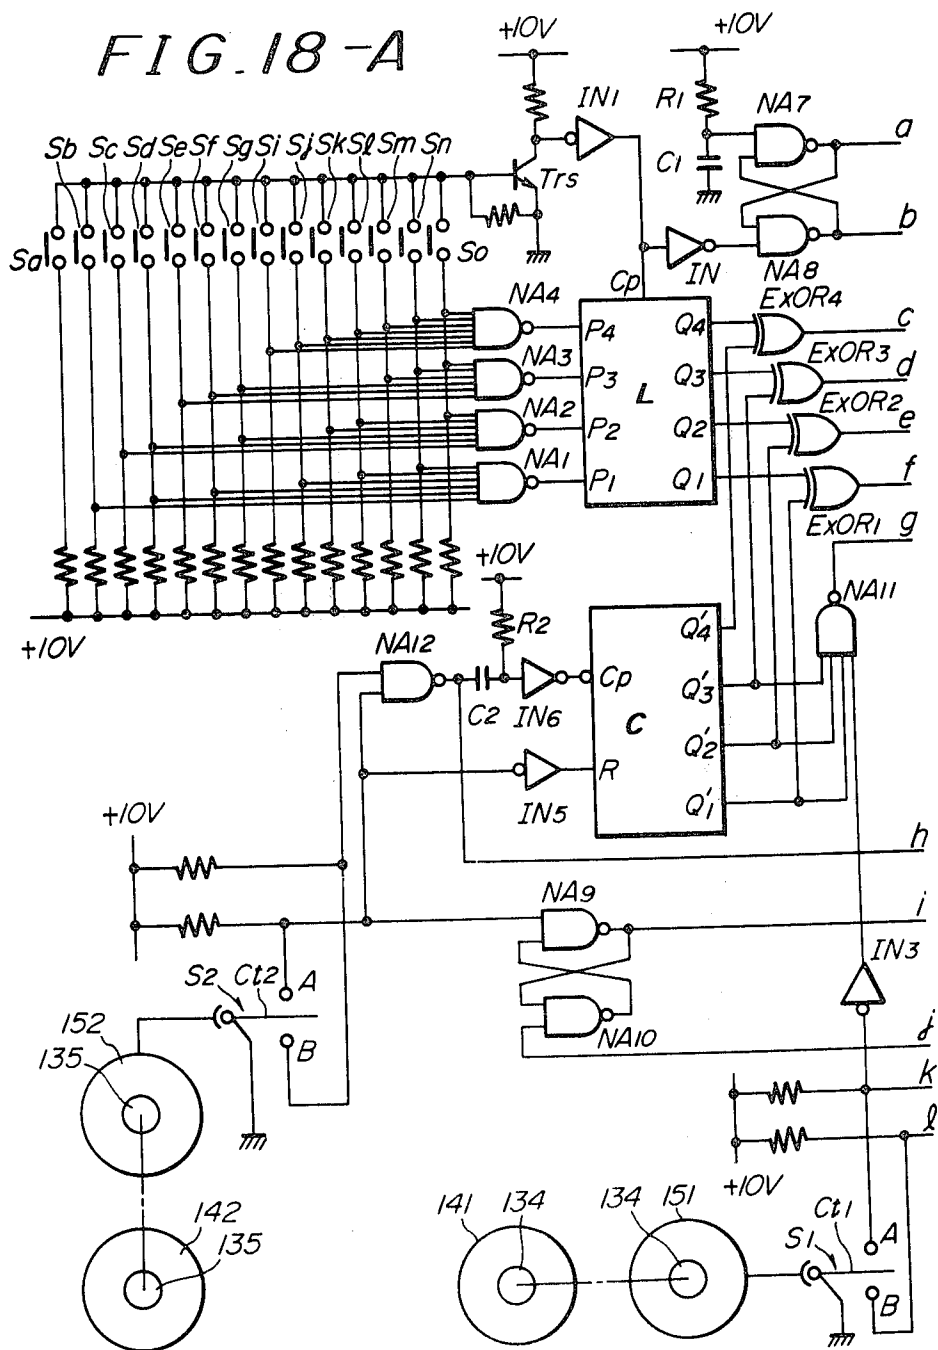 FIG. 18-A
+10V
+10V
IN1
R1
NA7
a
Sb Sc Sd Se Sf Sg Si Sj Sk Sl Sm Sn
C1
Trs
b
Sa
So
IN
NA8
Cp
NA4
ExOR4
P4
Q4
c
ExOR3
NA3
P3
L
Q3
d
ExOR2
NA2
P2
Q2
e
NA1
P1
Q1
f
ExOR1
g
+10V
NA11
+10V
R2
NA12
Q'4
Cp
C2
IN6
Q'3
C
Q'2
R
IN5
Q'1
+10V
h
NA9
i
IN3
S2
Ct2
A
152
135
B
NA10
j
k
l
+10V
142
135
141
134
134
151
S1
Ct1
A
B